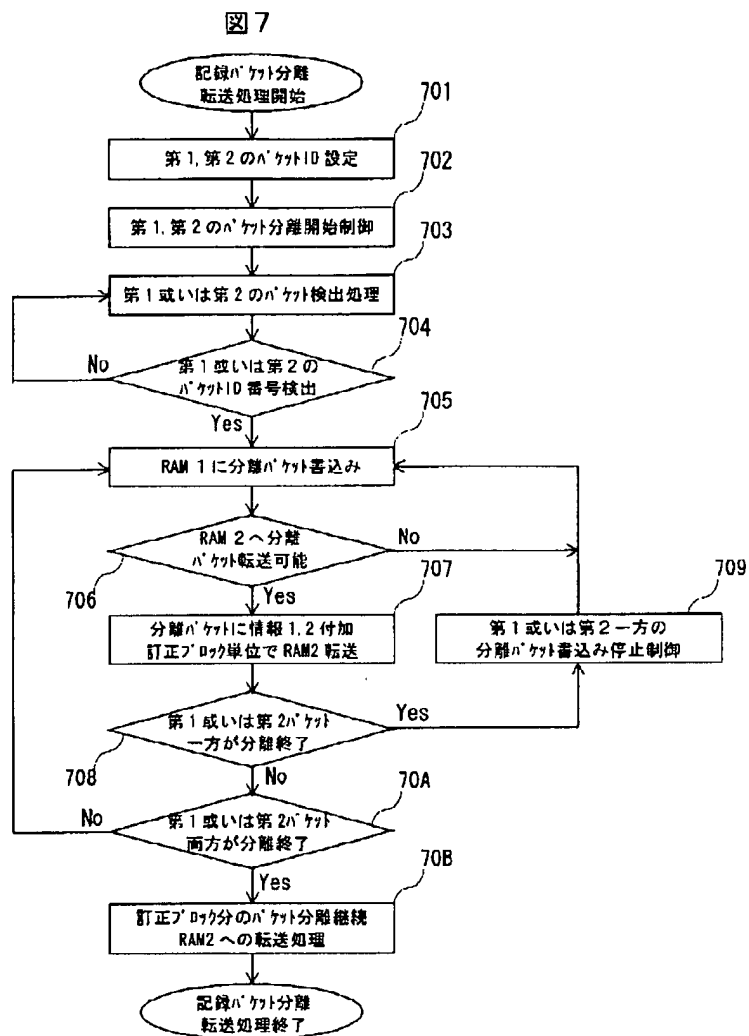 図7
記録パケット分離
転送処理開始
701
第1,第2のパケットID設定
702
第1,第2のパケット分離開始制御
703
第1或いは第2のパケット検出処理
704
No
第1或いは第2の
パケットID番号検出
Yes
705
RAM1に分離パケット書込み
RAM2へ分離
パケット転送可能
No
706
Yes
707
709
分離パケットに情報1,2付加
訂正ブロック単位でRAM2転送
第1或いは第2一方の
分離パケット書込み停止制御
第1或いは第2パケット
一方が分離終了
Yes
708
No
70A
No
第1或いは第2パケット
両方が分離終了
Yes
70B
訂正ブロック分のパケット分離継続
RAM2への転送処理
記録パケット分離
転送処理終了